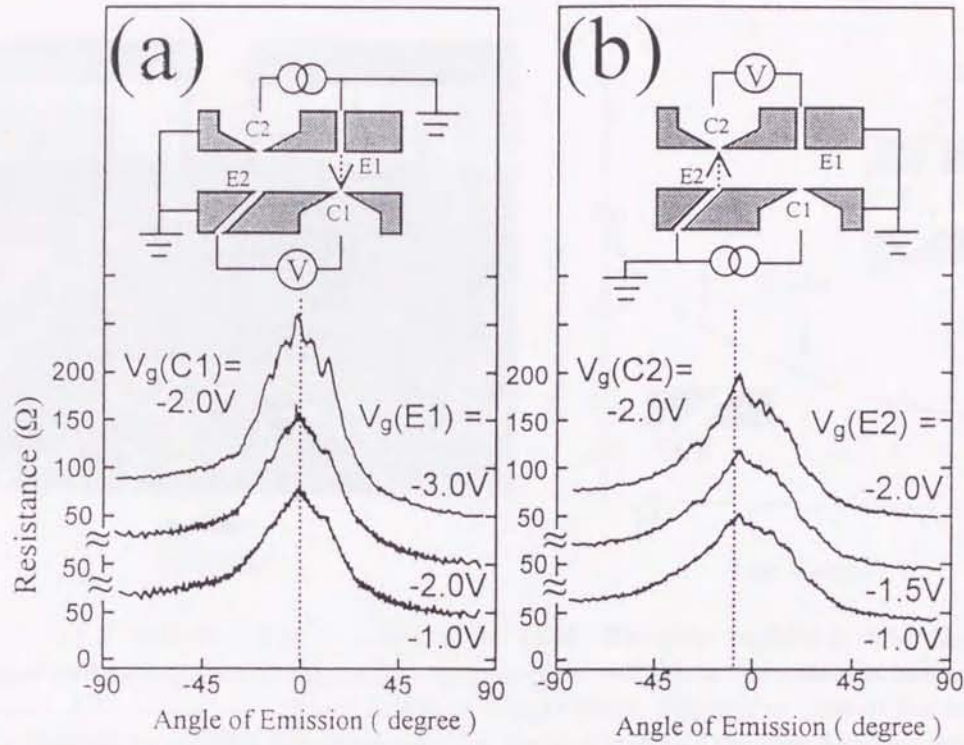 (a)
C2
E1
E2
C1
V
V_g(C1)=
-2.0V
V_g(E1) =
-3.0V
-2.0V
-1.0V
Resistance (Ω)
200
150
100
50
50
50
0
-90 -45 0 45 90
Angle of Emission ( degree )
(b)
V
C2
E1
E2
C1
V_g(C2)=
-2.0V
V_g(E2) =
-2.0V
-1.5V
-1.0V
200
150
100
50
50
50
0
-90 -45 0 45 90
Angle of Emission ( degree )